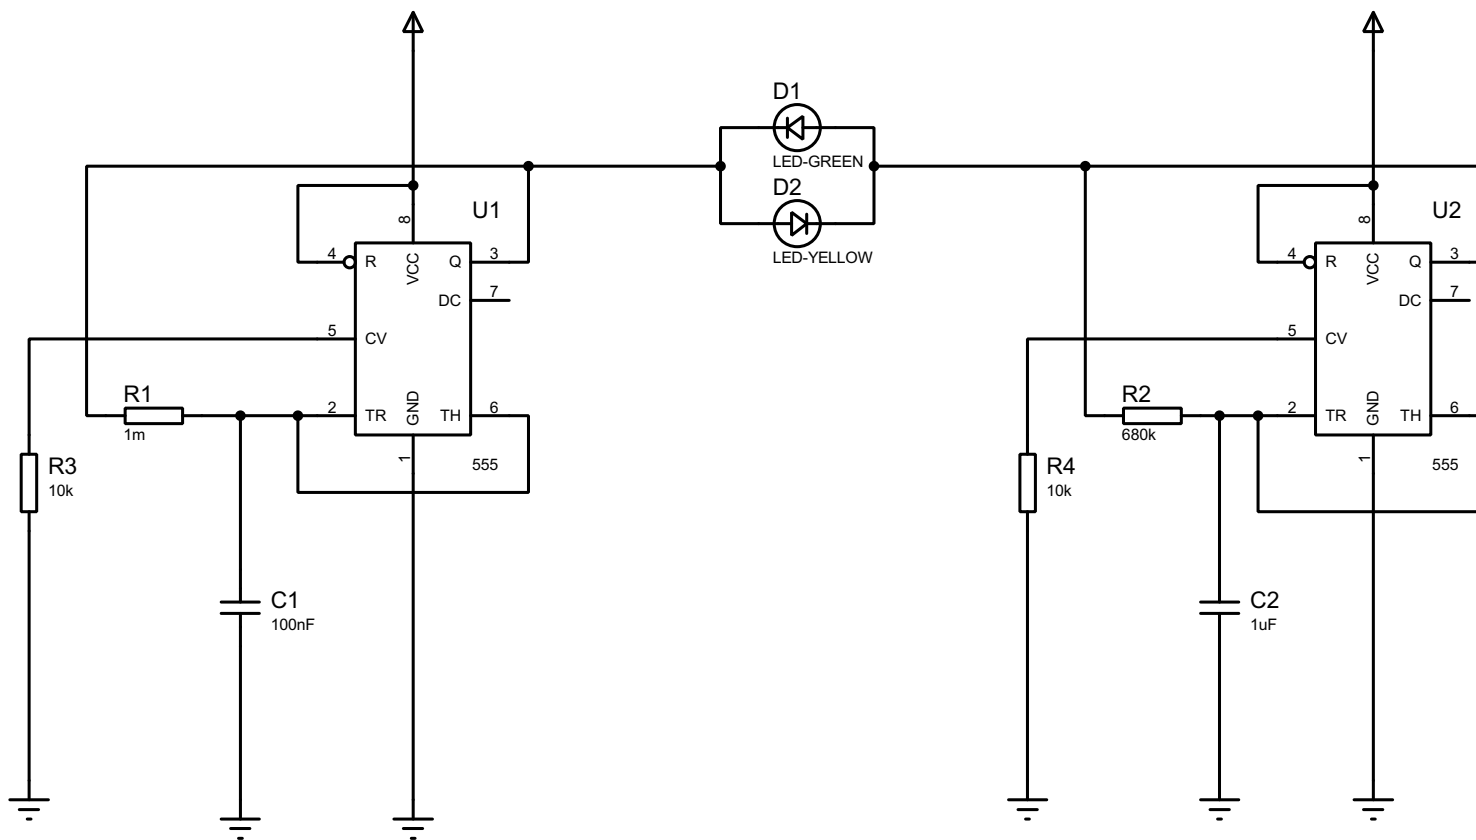 D1
LED-GREEN
D2
LED-YELLOW
U1
8
VCC
4
R
Q
3
DC
7
5
CV
2
TR
GND
TH
6
1
555
R1
1m
R3
10k
C1
100nF
U2
8
VCC
4
R
Q
3
DC
7
5
CV
2
TR
GND
TH
6
1
555
R2
680k
R4
10k
C2
1uF